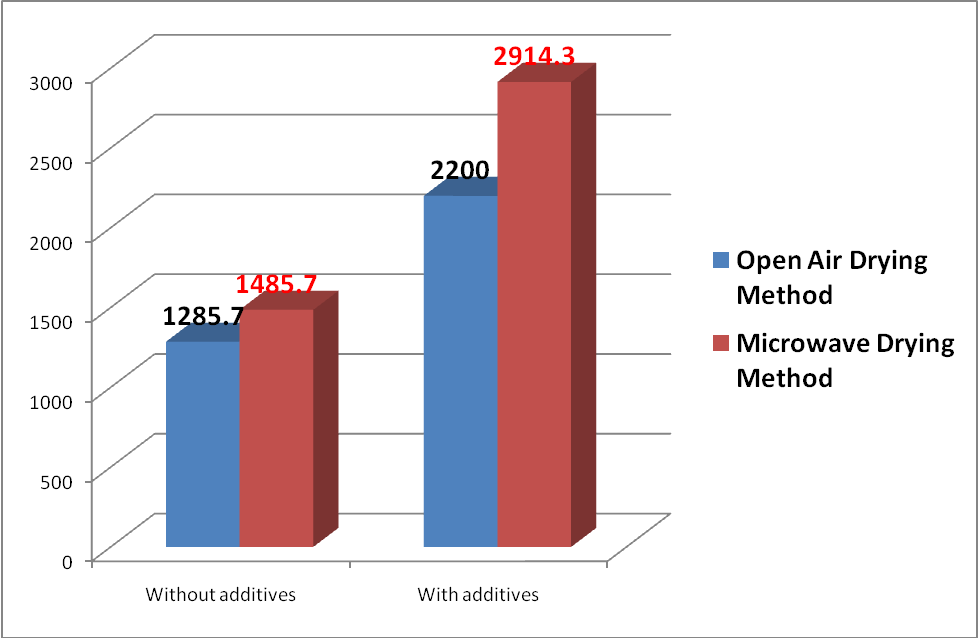 3000
2500
2000
1500
1000
500
0
1285.7
1485.7
2200
2914.3
Without additives
With additives
Open Air Drying
Method
Microwave Drying
Method